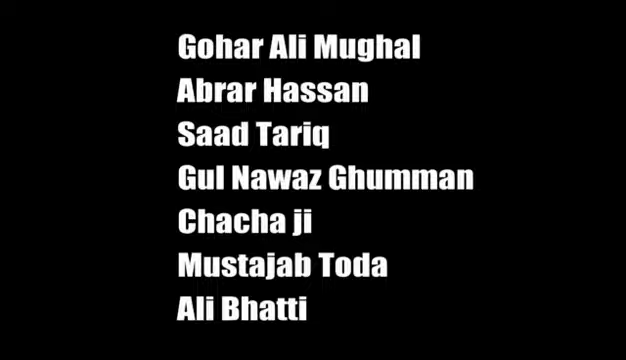 Gohar Ali Mughal
Abrar Hassan
Saad Tariq
Gul Nawaz Ghumman
Chacha ji
Mustajab Toda
Ali Bhatti